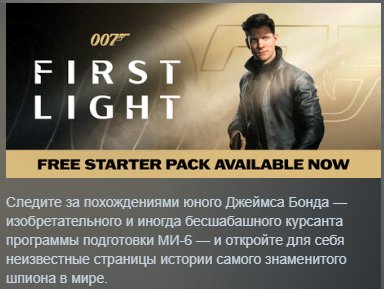 007
FIRST
LIGHT
FREE STARTER PACK AVAILABLE NOW
Следите за похождениями юного Джеймса Бонда —
изобретательного и иногда бесшабашного курсанта
программы подготовки МИ-6 — и откройте для себя
неизвестные страницы истории самого знаменитого
шпиона в мире.